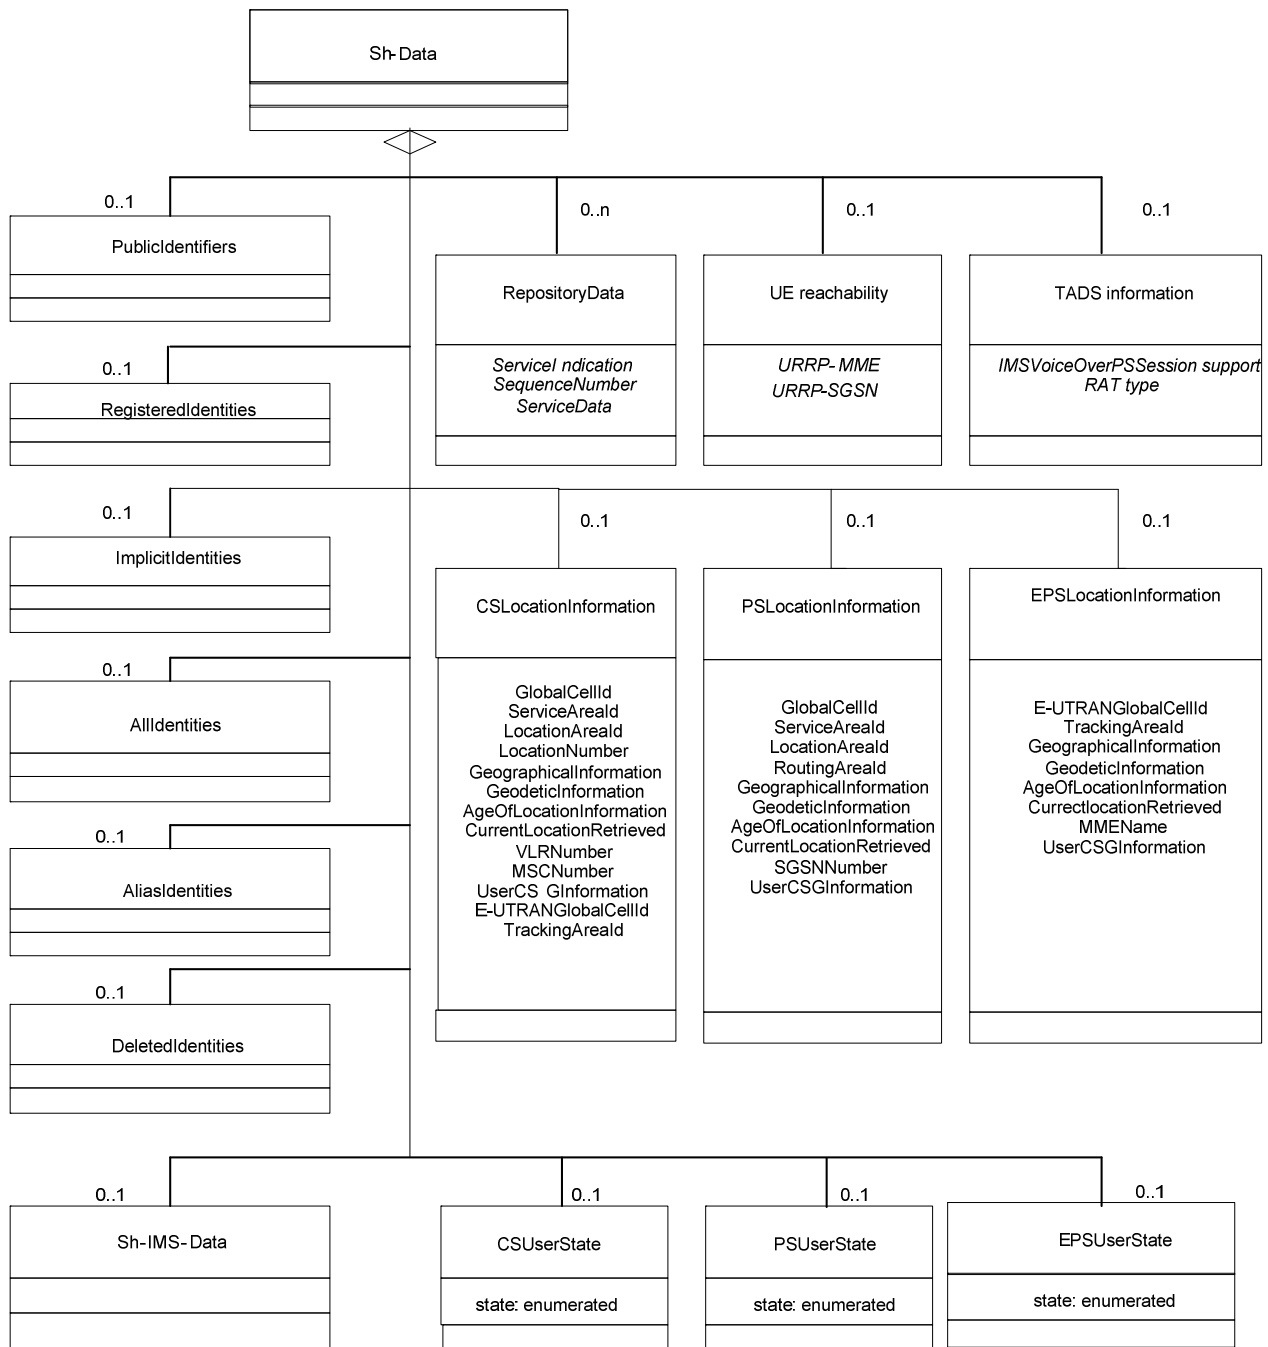 Sh-Data
0..1
PublicIdentifiers
0..n
RepositoryData
ServiceI ndication
SequenceNumber
ServiceData
0..1
UE reachability
URRP-MME
URRP-SGSN
0..1
TADS information
IMSVoiceOverPSSession support
RAT type
0..1
RegisteredIdentities
0..1
ImplicitIdentities
0..1
CSLocationInformation
GlobalCellId
ServiceAreaId
LocationAreaId
LocationNumber
GeographicalInformation
GeodeticInformation
AgeOfLocationInformation
CurrentLocationRetrieved
VLRNumber
MSCNumber
UserCS GInformation
E-UTRANGlobalCellId
TrackingAreaId
0..1
PSLocationInformation
GlobalCellId
ServiceAreaId
LocationAreaId
RoutingAreaId
GeographicalInformation
GeodeticInformation
AgeOfLocationInformation
CurrentLocationRetrieved
SGSNNumber
UserCSGInformation
0..1
EPSLocationInformation
E-UTRANGlobalCellId
TrackingAreaId
GeographicalInformation
GeodeticInformation
AgeOfLocationInformation
CurrectlocationRetrieved
MMEName
UserCSGInformation
0..1
AllIdentities
0..1
AliasIdentities
0..1
DeletedIdentities
0..1
Sh-IMS-Data
0..1
CSUserState
state: enumerated
0..1
PSUserState
state: enumerated
0..1
EPSUserState
state: enumerated